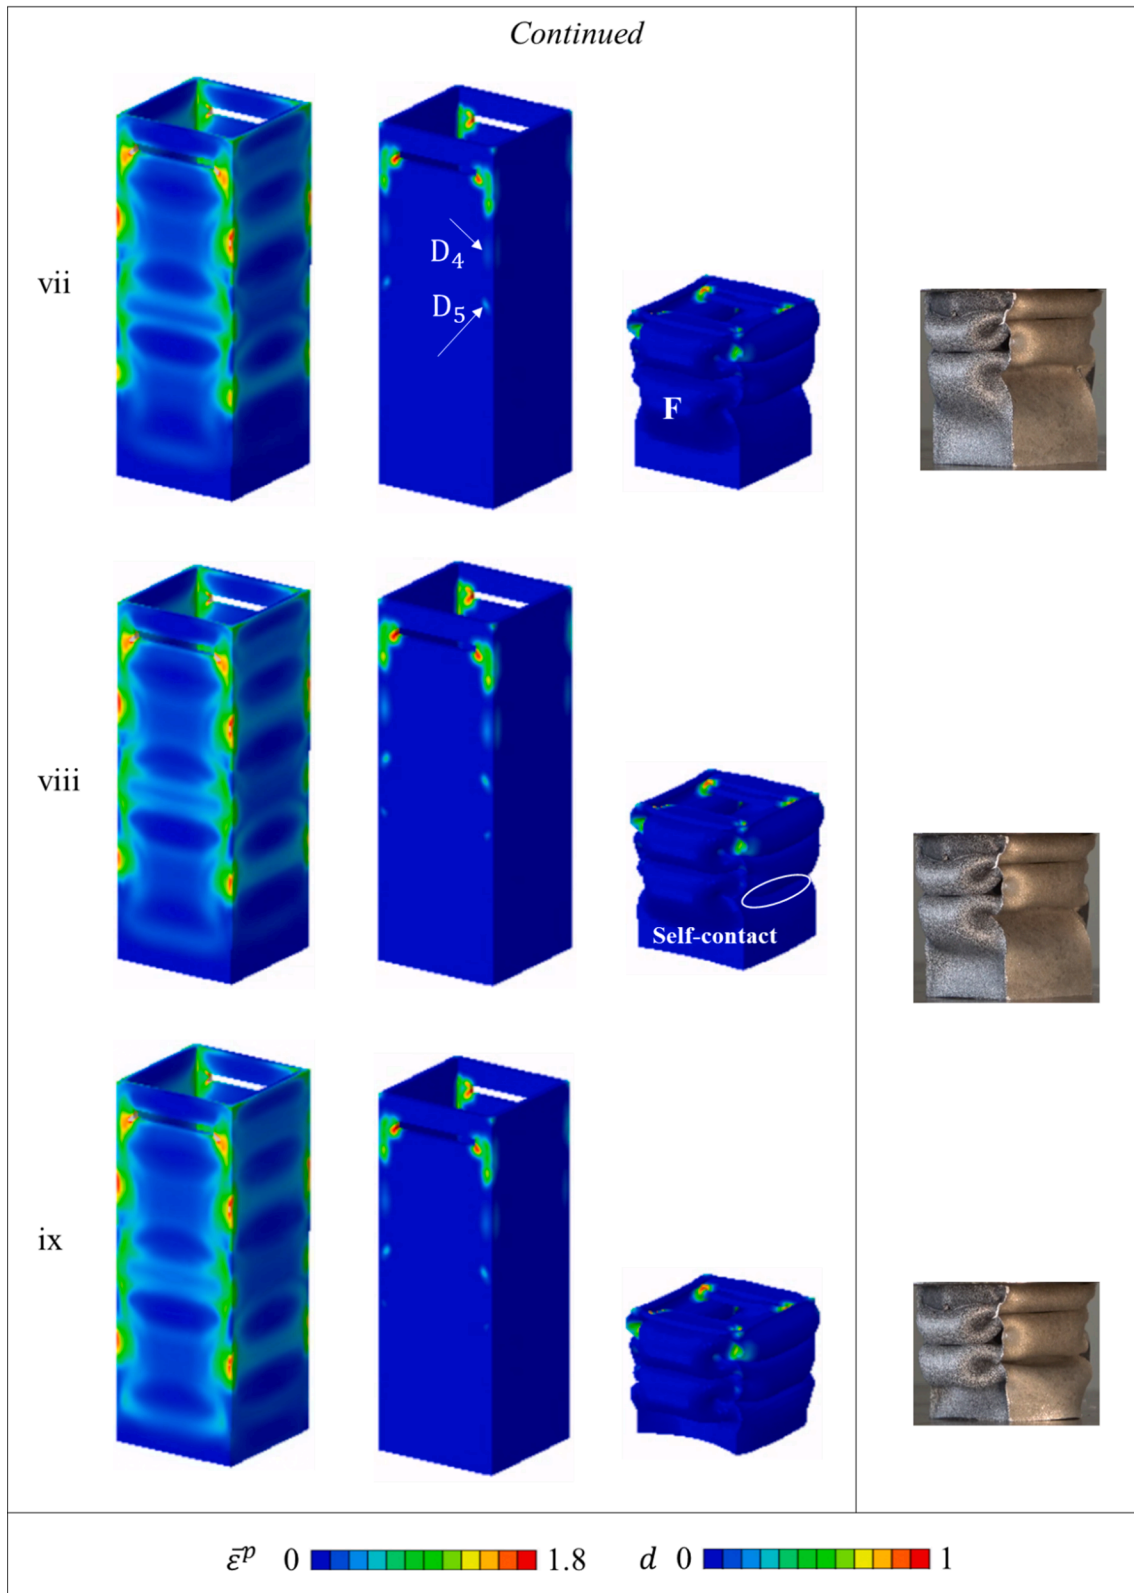 Continued
vii
D₄
D₅
F
viii
Self-contact
ix
ε̄ᵖ 0 1.8 d 0 1